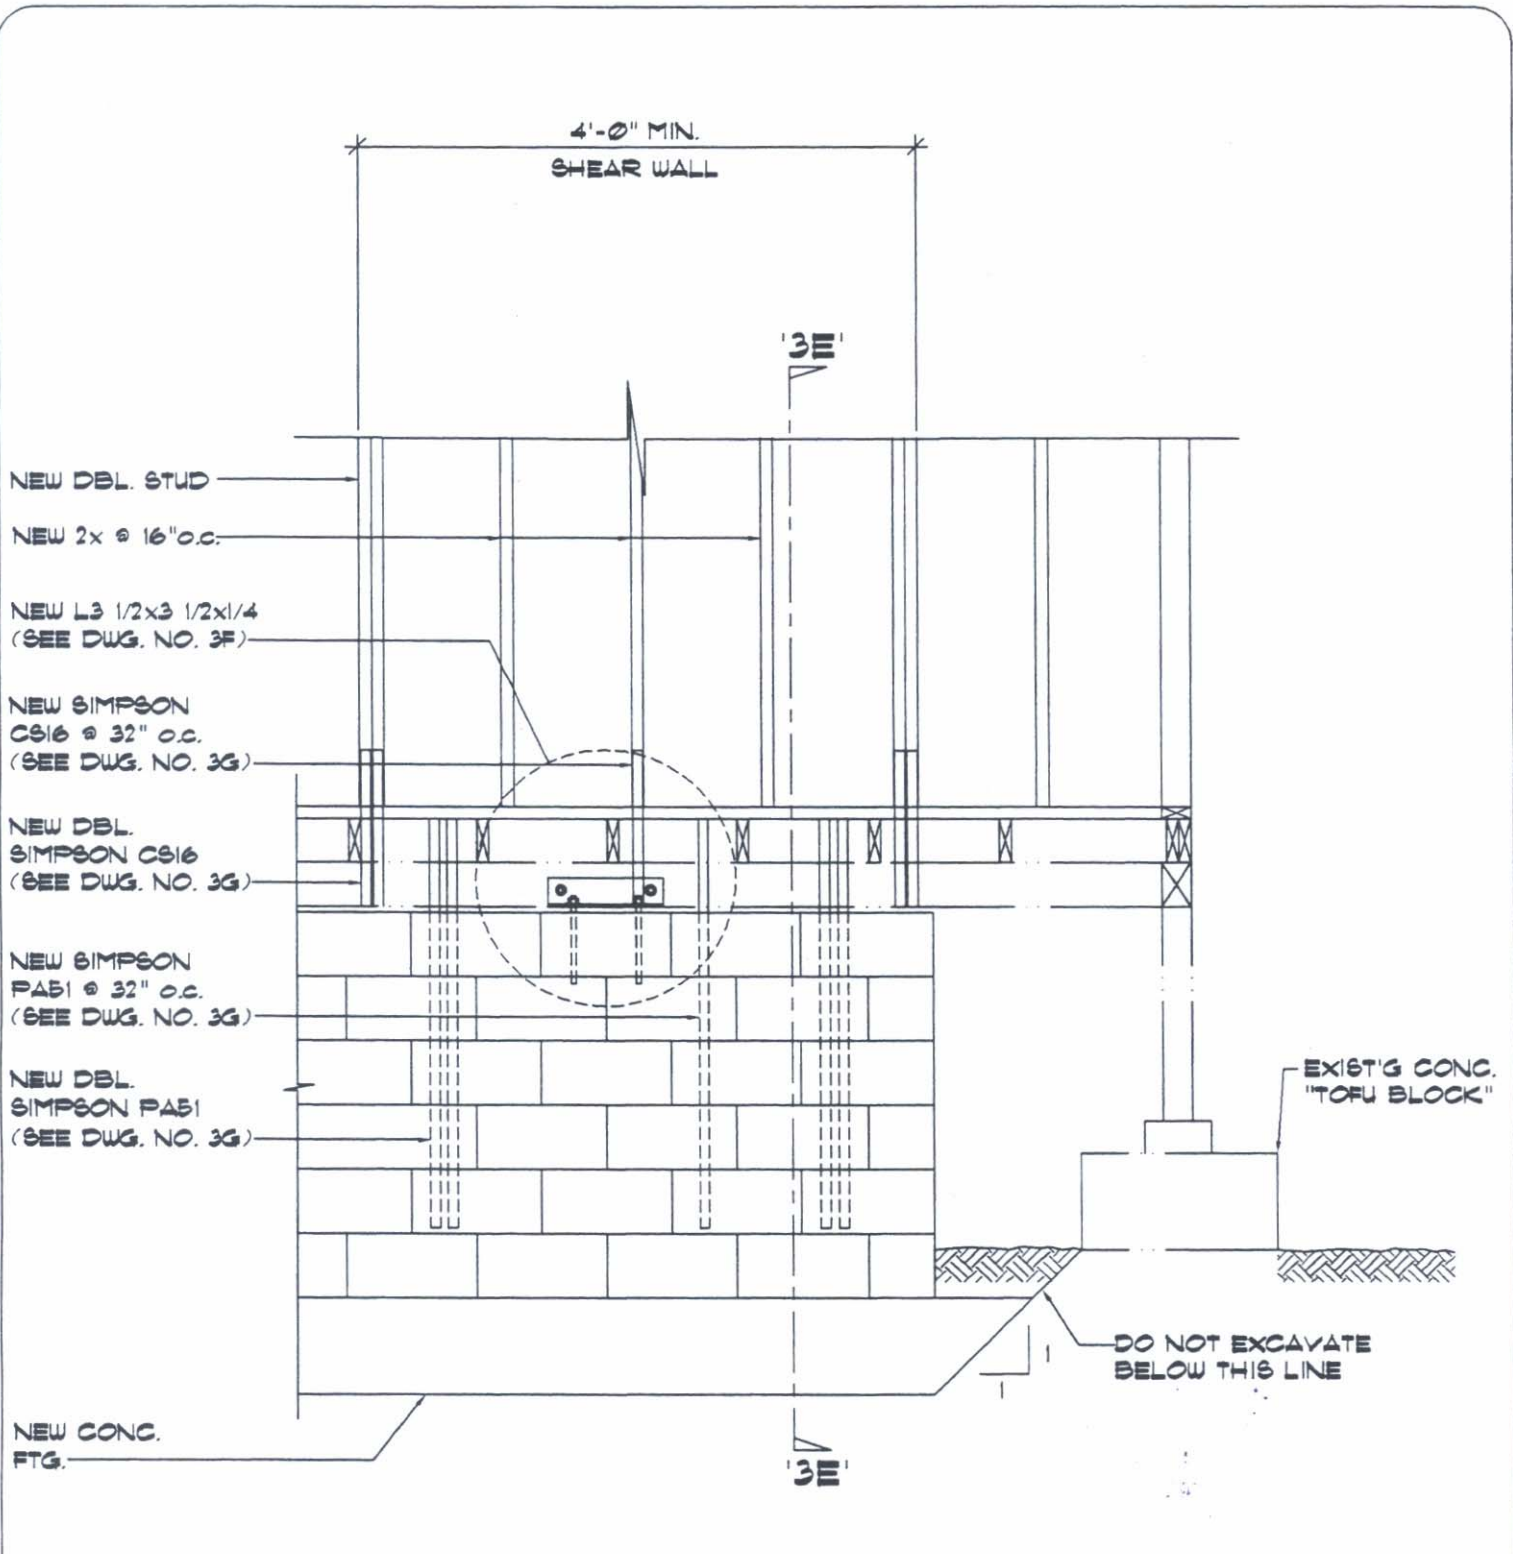 4'-0" MIN.
SHEAR WALL
'3E'
NEW DBL. STUD
NEW 2x @ 16"o.c.
NEW L3 1/2x3 1/2x1/4
(SEE DWG. NO. 3F)
NEW SIMPSON
CS16 @ 32" o.c.
(SEE DWG. NO. 3G)
NEW DBL.
SIMPSON CS16
(SEE DWG. NO. 3G)
NEW SIMPSON
PA51 @ 32" o.c.
(SEE DWG. NO. 3G)
NEW DBL.
SIMPSON PA51
(SEE DWG. NO. 3G)
EXIST'G CONC.
"TOFU BLOCK"
DO NOT EXCAVATE
BELOW THIS LINE
1
1
NEW CONC.
FTG.
'3E'